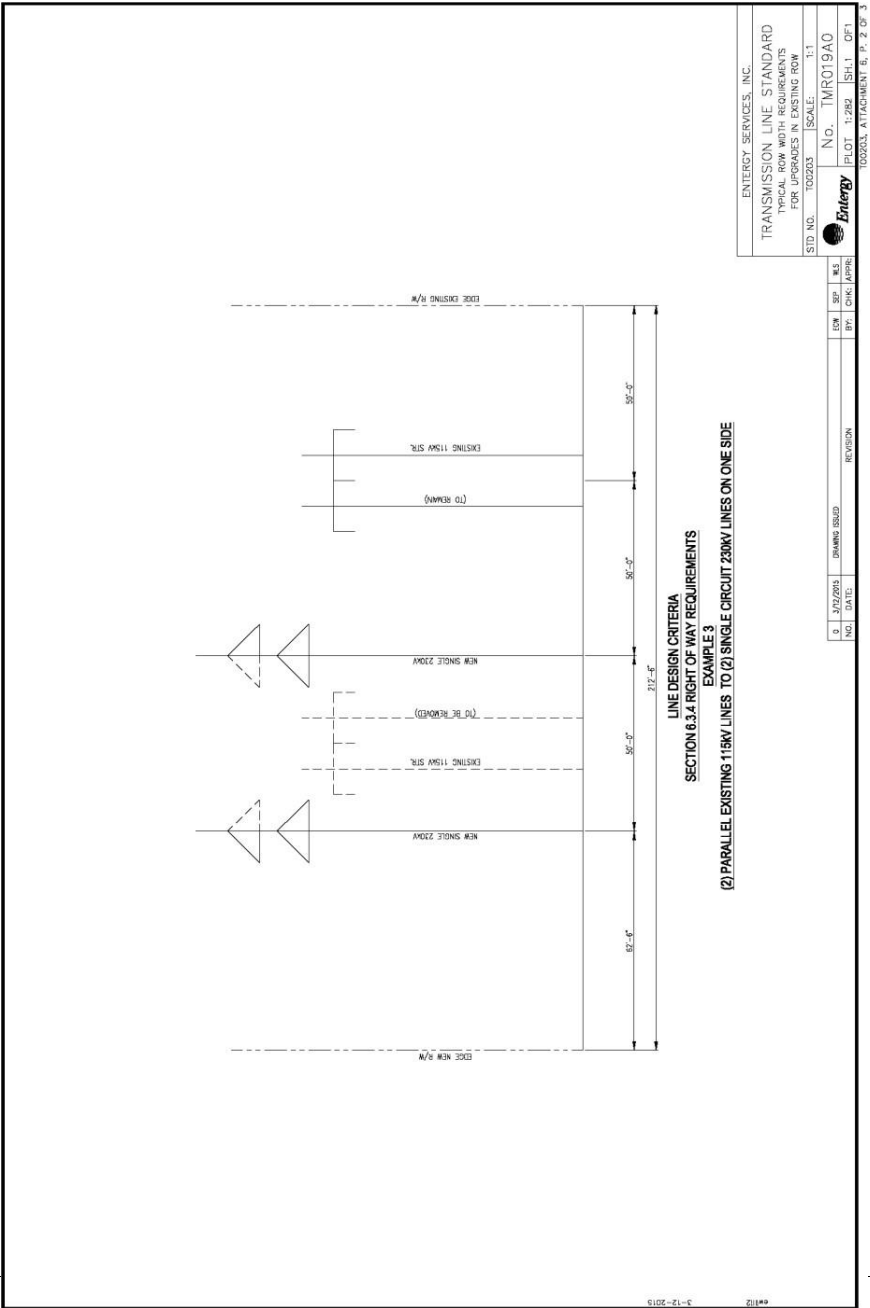 EDGE NEW R/W
NEW SINGLE 230kV
EXISTING 115kV STR.
(TO BE REMOVED)
NEW SINGLE 230kV
(TO REMAIN)
EXISTING 115kV STR.
EDGE EXISTING R/W
62'-6"
50'-0"
50'-0"
50'-0"
212'-6"
LINE DESIGN CRITERIA
SECTION 6.3.4 RIGHT OF WAY REQUIREMENTS
EXAMPLE 3
(2) PARALLEL EXISTING 115KV LINES TO (2) SINGLE CIRCUIT 230KV LINES ON ONE SIDE
ENTERGY SERVICES, INC.
TRANSMISSION LINE STANDARD
TYPICAL ROW WIDTH REQUIREMENTS
FOR UPGRADES IN EXISTING ROW
STD NO. TO0203 SCALE: 1:1
Entergy
No. TMR019A0
PLOT 1:282 SH.1 OF1
0 3/12/2015 DRAWING ISSUED ECW SEP WLS
NO. DATE: REVISION BY: CHK: APPR:
TO0203, ATTACHMENT 6, P. 2 OF 3
3-12-2015